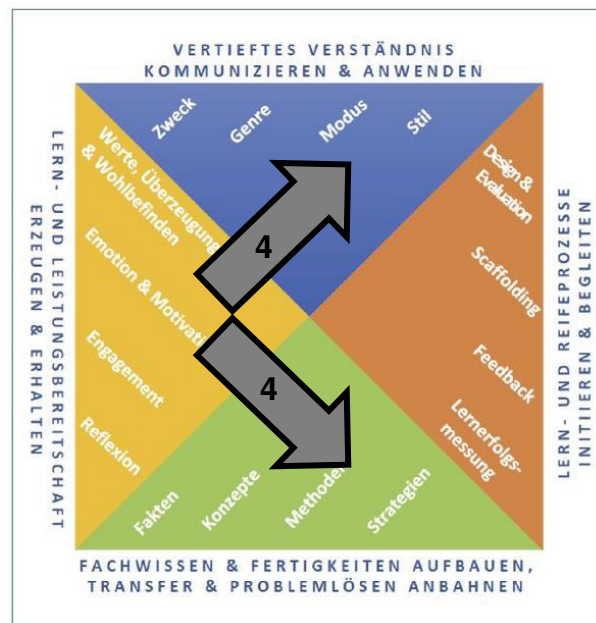 VERTIEFTES VERSTÄNDNIS
KOMMUNIZIEREN & ANWENDEN
Zweck
Genre
Modus
Stil
LERN- UND LEISTUNGSBEREITSCHAFT
ERZEUGEN & ERHALTEN
Werte, Überzeugung
& Wohlbefinden
Emotion & Motivati
Engagement
Reflexion
4
4
Design &
Evaluation
Scaffolding
Feedback
Lernerfolgs-
messung
LERN- UND REIFEPROZESSE
INITIIEREN & BEGLEITEN
Fakten
Konzepte
Methoden
Strategien
FACHWISSEN & FERTIGKEITEN AUFBAUEN,
TRANSFER & PROBLEMLÖSEN ANBAHNEN